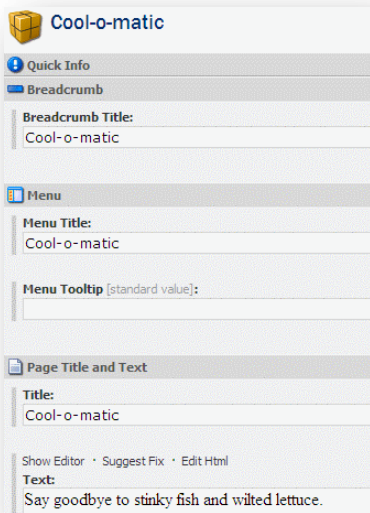 Cool-o-matic
Quick Info
Breadcrumb
Breadcrumb Title:
Cool-o-matic
Menu
Menu Title:
Cool-o-matic
Menu Tooltip [standard value]:
Page Title and Text
Title:
Cool-o-matic
Show Editor · Suggest Fix · Edit Html
Text:
Say goodbye to stinky fish and wilted lettuce.